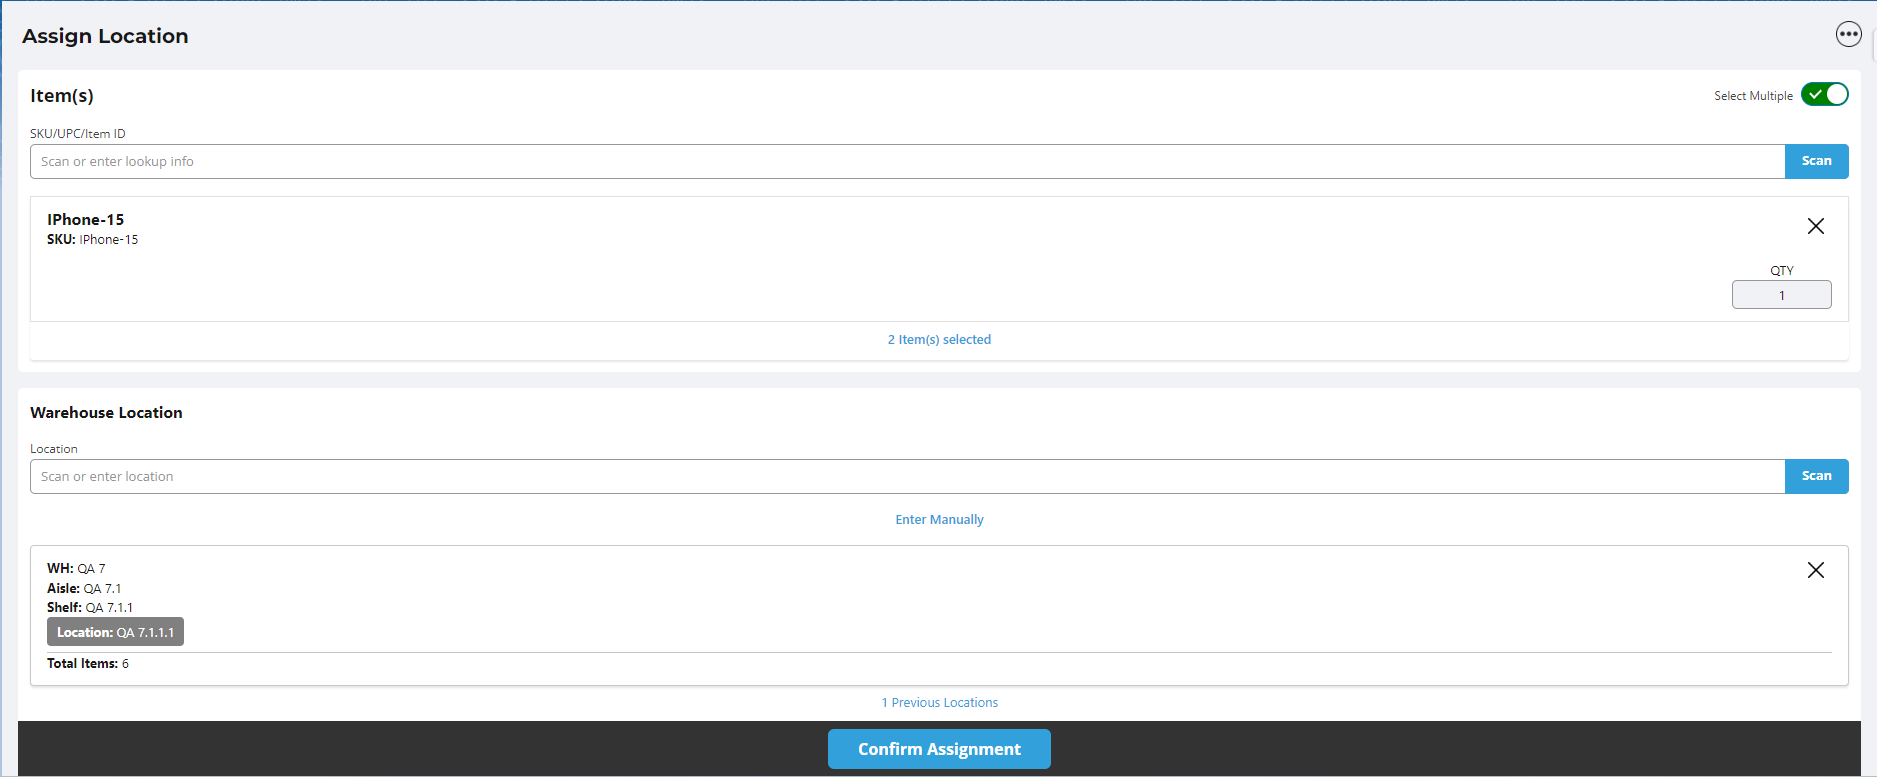 Assign Location
Item(s)
Select Multiple
SKU/UPC/Item ID
Scan or enter lookup info
Scan
IPhone-15
SKU: IPhone-15
QTY
1
2 Item(s) selected
Warehouse Location
Location
Scan or enter location
Scan
Enter Manually
WH: QA 7
Aisle: QA 7.1
Shelf: QA 7.1.1
Location: QA 7.1.1.1
Total Items: 6
1 Previous Locations
Confirm Assignment